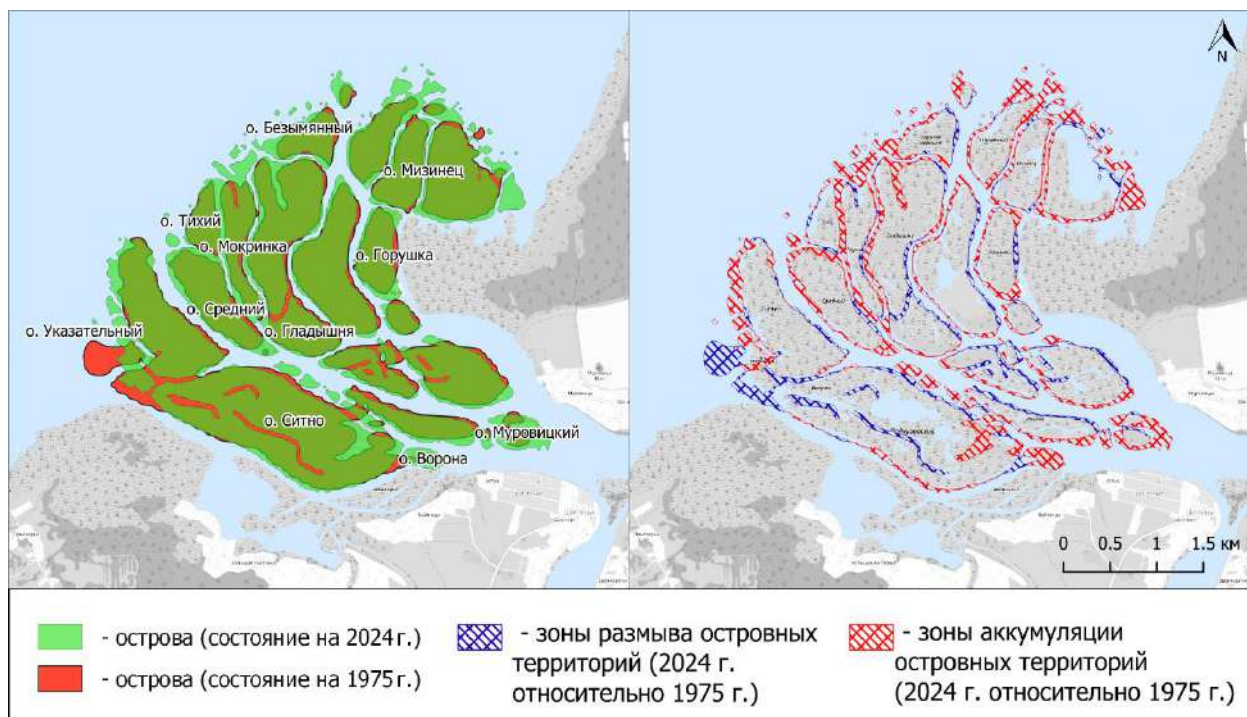 о. Безымянный
о. Мизинец
о. Тихий
о. Мокринка
о. Горушка
о. Средний
о. Указательный
о. Гладышня
о. Ситно
о. Муровицкий
о. Ворона
N
0 0.5 1 1.5 км
- острова (состояние на 2024 г.)
- острова (состояние на 1975 г.)
- зоны размыва островных
территорий (2024 г.
относительно 1975 г.)
- зоны аккумуляции
островных территорий
(2024 г. относительно 1975 г.)